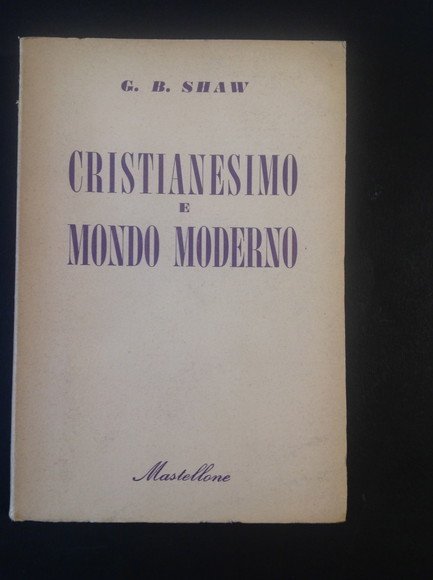 G. B. SHAW
CRISTIANESIMO
E
MONDO MODERNO
Mastellone